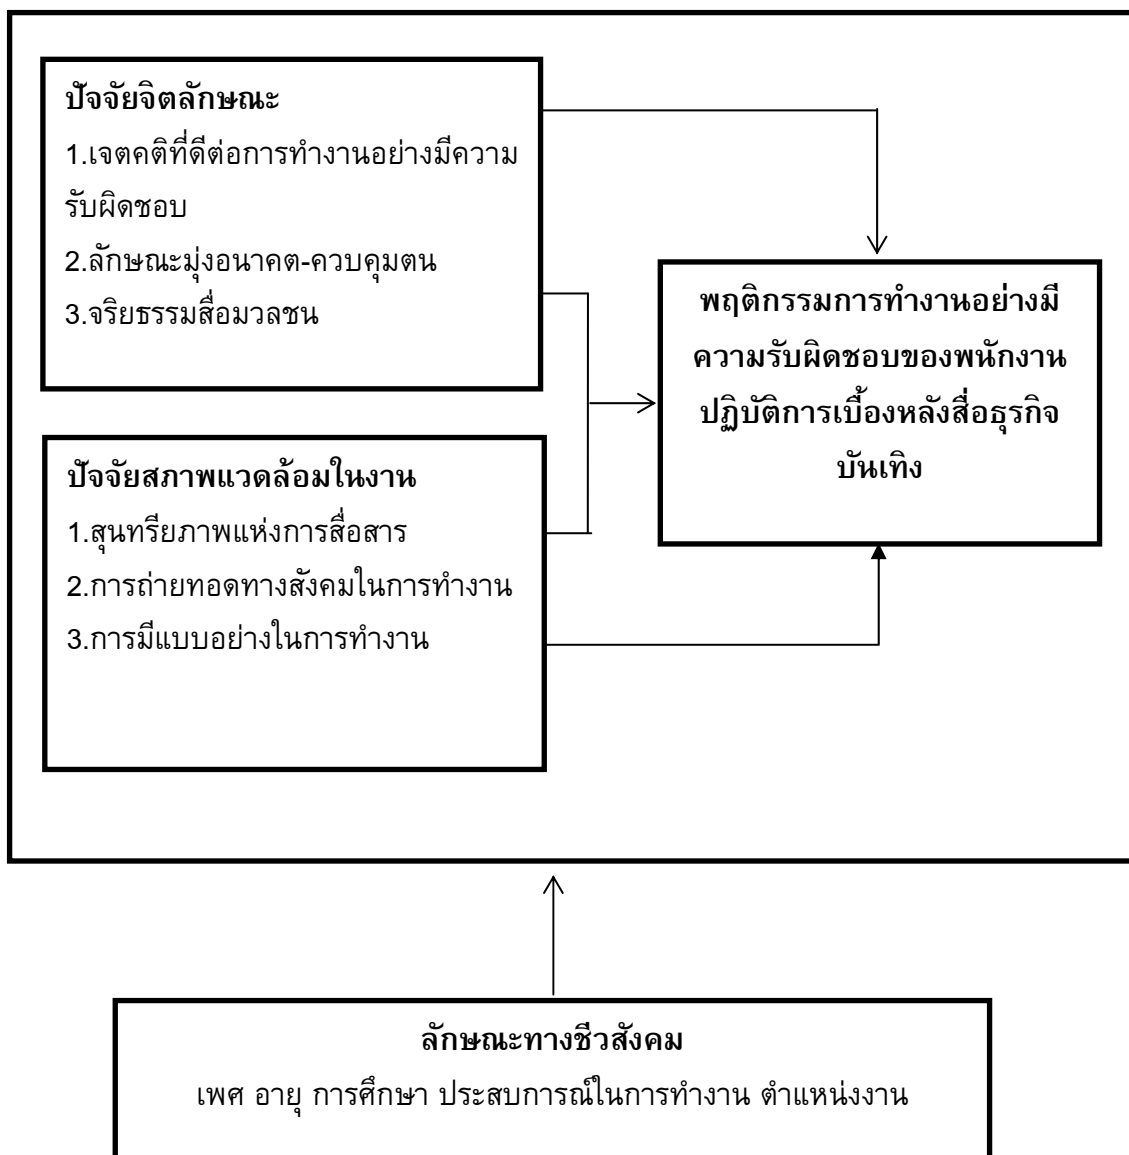 ปัจจัยจิตลักษณะ
1.เจตคติที่ดีต่อการทำงานอย่างมีความ
รับผิดชอบ
2.ลักษณะมุ่งอนาคต-ควบคุมตน
3.จริยธรรมสื่อมวลชน
พฤติกรรมการทำงานอย่างมี
ความรับผิดชอบของพนักงาน
ปฏิบัติการเบื้องหลังสื่อธุรกิจ
บันเทิง
ปัจจัยสภาพแวดล้อมในงาน
1.สุนทรียภาพแห่งการสื่อสาร
2.การถ่ายทอดทางสังคมในการทำงาน
3.การมีแบบอย่างในการทำงาน
ลักษณะทางชีวสังคม
เพศ อายุ การศึกษา ประสบการณ์ในการทำงาน ตำแหน่งงาน